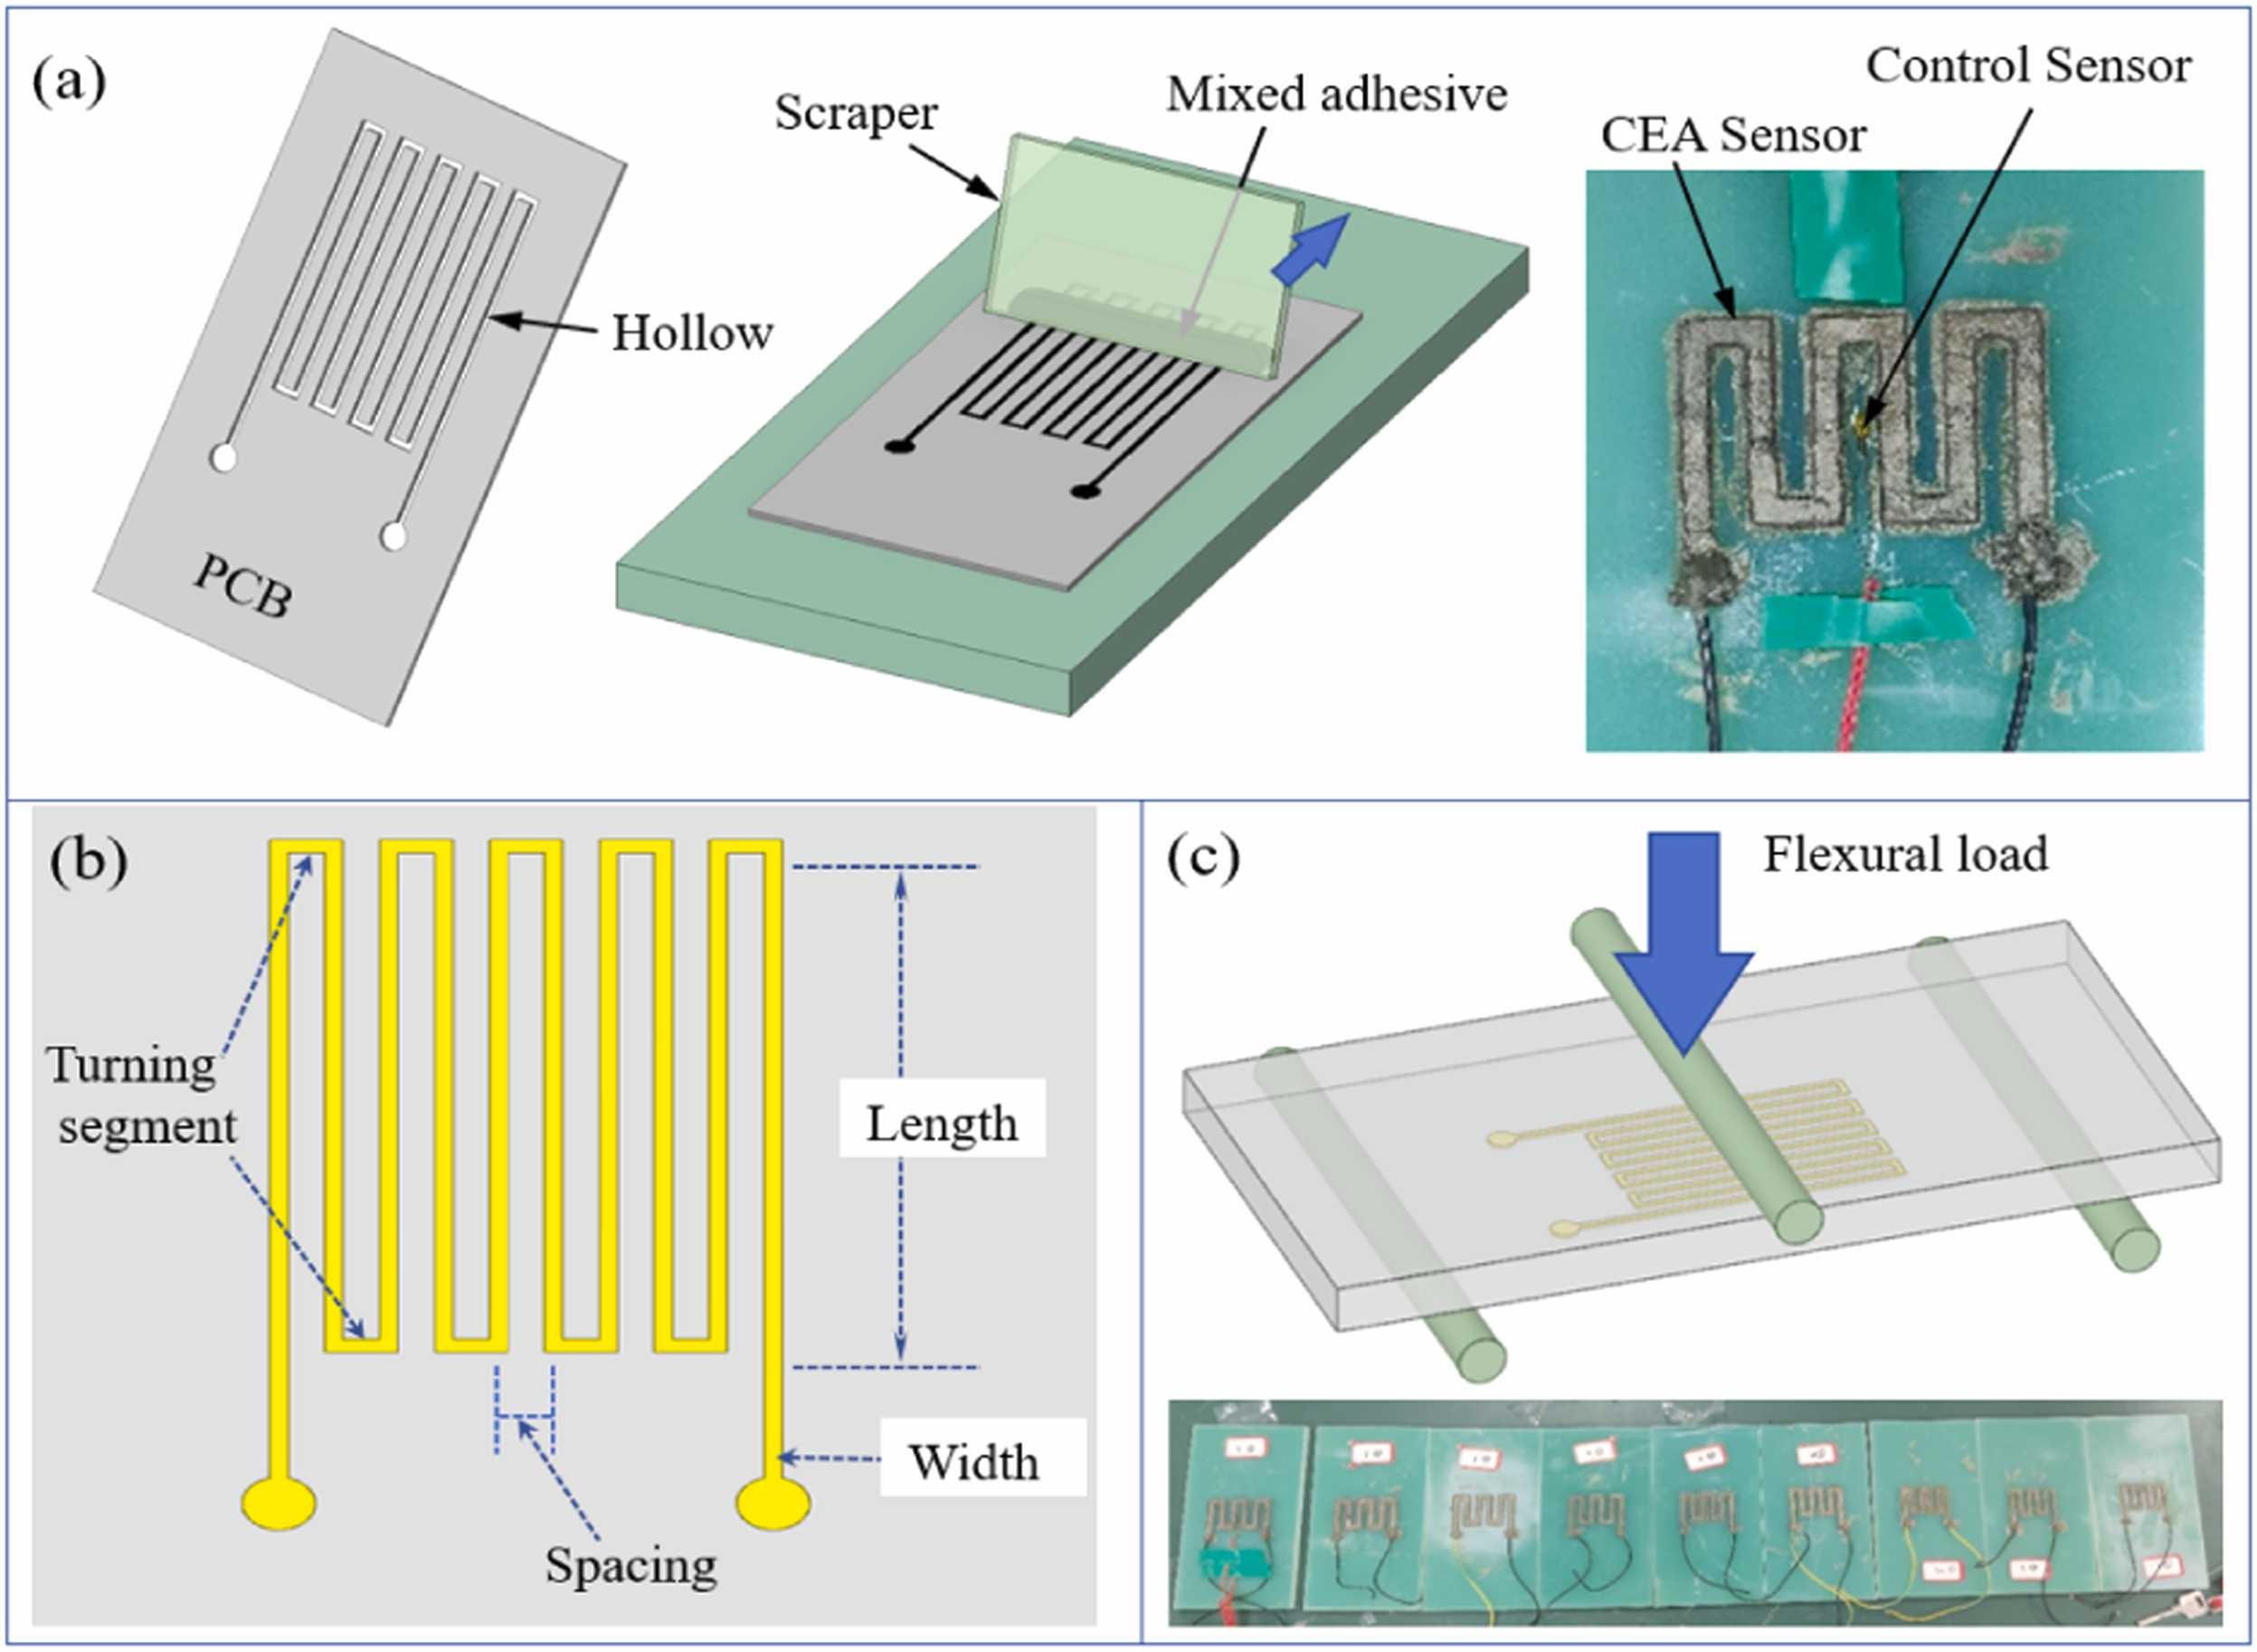 (a)
Control Sensor
Mixed adhesive
Scraper
CEA Sensor
Hollow
PCB
(b)
Turning
segment
Length
Width
Spacing
(c)
Flexural load